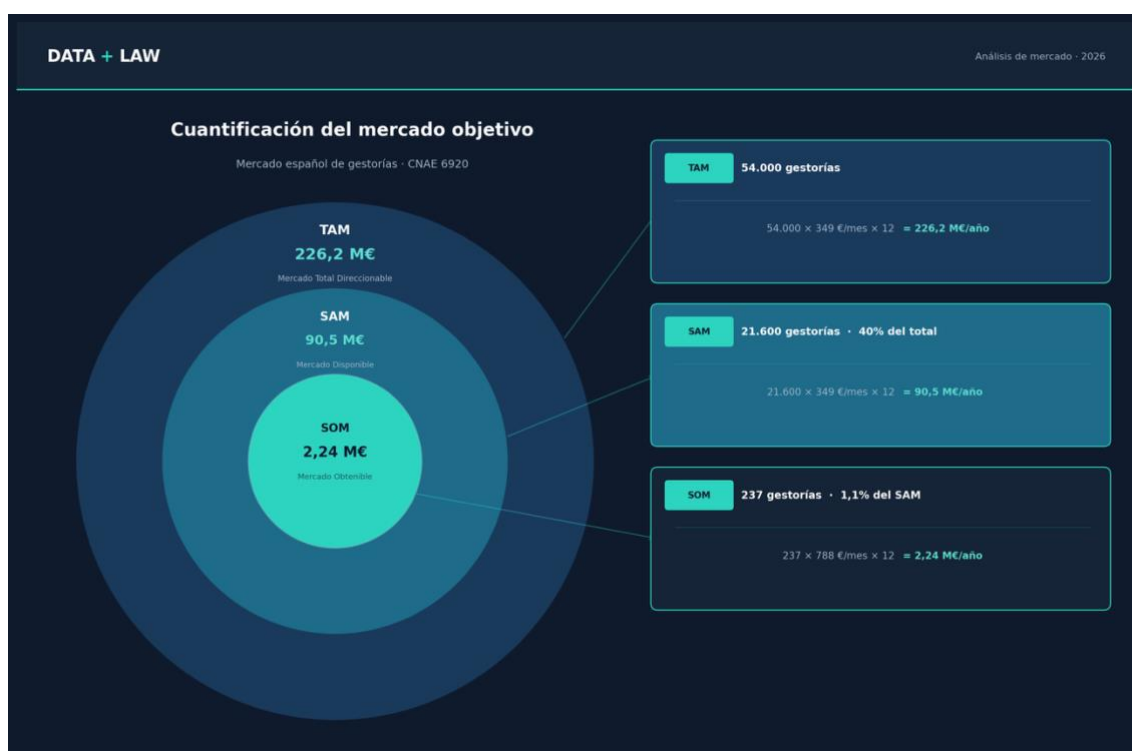 DATA + LAW
Análisis de mercado · 2026
Cuantificación del mercado objetivo
Mercado español de gestorías · CNAE 6920
TAM
226,2 M€
Mercado Total Direccionable
SAM
90,5 M€
Mercado Disponible
SOM
2,24 M€
Mercado Obtenible
TAM 54.000 gestorías
54.000 × 349 €/mes × 12 = 226,2 M€/año
SAM 21.600 gestorías · 40% del total
21.600 × 349 €/mes × 12 = 90,5 M€/año
SOM 237 gestorías · 1,1% del SAM
237 × 788 €/mes × 12 = 2,24 M€/año